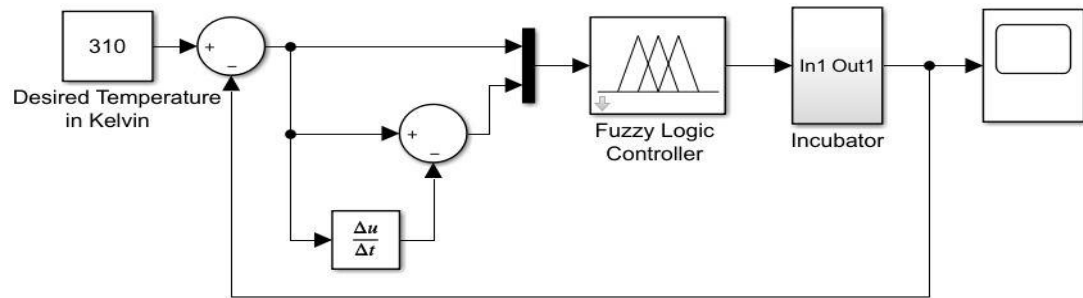 310
Desired Temperature
in Kelvin
+
−
+
−
Δu
Δt
Fuzzy Logic
Controller
In1 Out1
Incubator